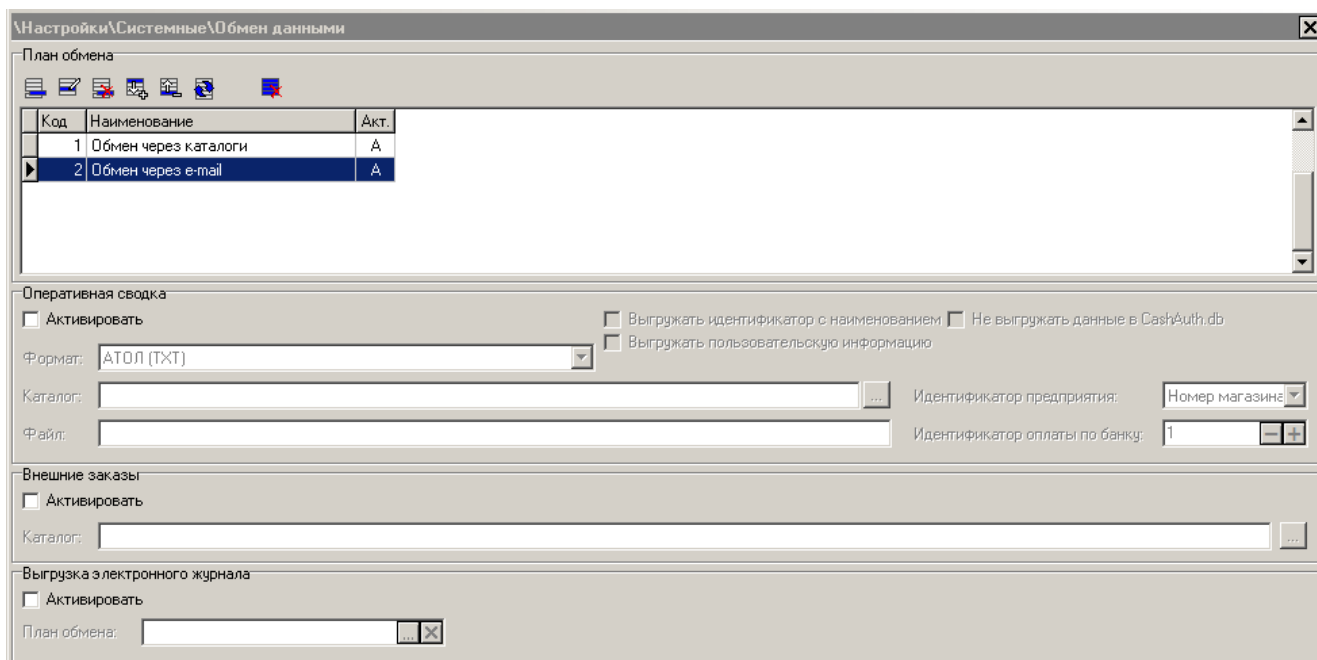 \Настройки\Системные\Обмен данными
План обмена
Код Наименование Акт.
1 Обмен через каталоги А
2 Обмен через e-mail А
Оперативная сводка
Активировать
Выгружать идентификатор с наименованием
Не выгружать данные в CashAuth.db
Выгружать пользовательскую информацию
Формат: АТОЛ (TXT)
Каталог: ...
Идентификатор предприятия: Номер магазина
Файл:
Идентификатор оплаты по банку: 1
Внешние заказы
Активировать
Каталог: ...
Выгрузка электронного журнала
Активировать
План обмена: ...